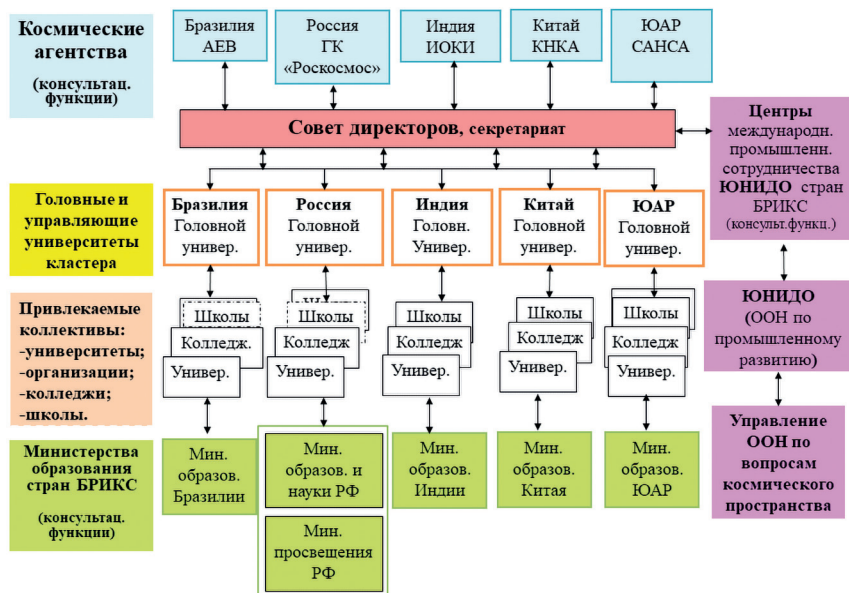 Космические
агентства
(консультац.
функции)
Бразилия
АЕВ
Россия
ГК
«Роскосмос»
Индия
ИОКИ
Китай
КНКА
ЮАР
САНСА
Совет директоров, секретариат
Центры
международн.
промышленн.
сотрудничества
ЮНИДО стран
БРИКС
(консульт.функц.)
Головные и
управляющие
университеты
кластера
Бразилия
Головной
универ.
Россия
Головной
универ.
Индия
Головн.
Универ.
Китай
Головной
универ.
ЮАР
Головной
универ.
Привлекаемые
коллективы:
-университеты;
-организации;
-колледжи;
-школы.
Школы
Колледж.
Универ.
Школы
Колледж
Универ.
Школы
Колледж
Универ.
Школы
Колледж
Универ.
Школы
Колледж
Универ.
ЮНИДО
(ООН по
промышленному
развитию)
Министерства
образования
стран БРИКС
(консультац.
функции)
Мин.
образов.
Бразилии
Мин.
образов. и
науки РФ
Мин.
просвешения
РФ
Мин.
образов.
Индии
Мин.
образов.
Китая
Мин.
образов.
ЮАР
Управление
ООН по
вопросам
космического
пространства